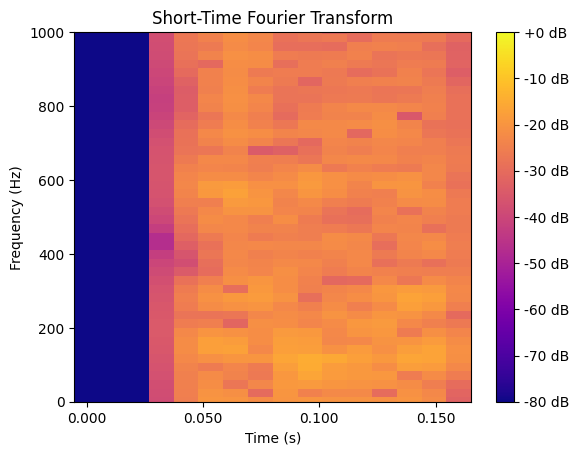 Short-Time Fourier Transform
1000
800
600
400
200
0
Frequency (Hz)
0.000
0.050
0.100
0.150
Time (s)
+0 dB
-10 dB
-20 dB
-30 dB
-40 dB
-50 dB
-60 dB
-70 dB
-80 dB